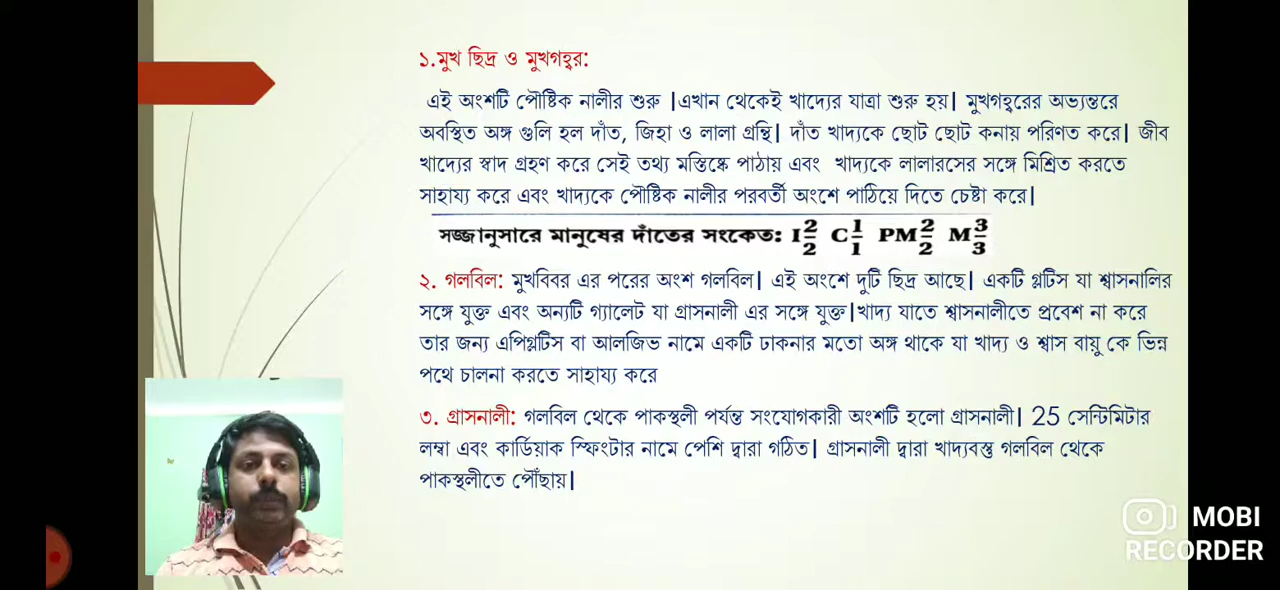 ১.মুখ ছিদ্র ও মুখগহ্বর:
এই অংশটি পৌষ্টিক নালীর শুরু |এখান থেকেই খাদ্যের যাত্রা শুরু হয়| মুখগহ্বরের অভ্যন্তরে
অবস্থিত অঙ্গ গুলি হল দাঁত, জিহা ও লালা গ্রন্থি| দাঁত খাদ্যকে ছোট ছোট কনায় পরিণত করে| জীব
খাদ্যের স্বাদ গ্রহণ করে সেই তথ্য মস্তিষ্কে পাঠায় এবং খাদ্যকে লালারসের সঙ্গে মিশ্রিত করতে
সাহায্য করে এবং খাদ্যকে পৌষ্টিক নালীর পরবর্তী অংশে পাঠিয়ে দিতে চেষ্টা করে|
সজ্জানুসারে মানুষের দাঁতের সংকেত: I 2/2 C 1/1 PM 2/2 M 3/3
২. গলবিল: মুখবিবর এর পরের অংশ গলবিল| এই অংশে দুটি ছিদ্র আছে| একটি গ্লটিস যা শ্বাসনালির
সঙ্গে যুক্ত এবং অন্যটি গ্যালেট যা গ্রাসনালী এর সঙ্গে যুক্ত|খাদ্য যাতে শ্বাসনালীতে প্রবেশ না করে
তার জন্য এপিগ্লটিস বা আলজিভ নামে একটি ঢাকনার মতো অঙ্গ থাকে যা খাদ্য ও শ্বাস বায়ু কে ভিন্ন
পথে চালনা করতে সাহায্য করে
৩. গ্রাসনালী: গলবিল থেকে পাকস্থলী পর্যন্ত সংযোগকারী অংশটি হলো গ্রাসনালী| 25 সেন্টিমিটার
লম্বা এবং কার্ডিয়াক স্ফিংটার নামে পেশি দ্বারা গঠিত| গ্রাসনালী দ্বারা খাদ্যবস্তু গলবিল থেকে
পাকস্থলীতে পৌঁছায়|
MOBI
RECORDER